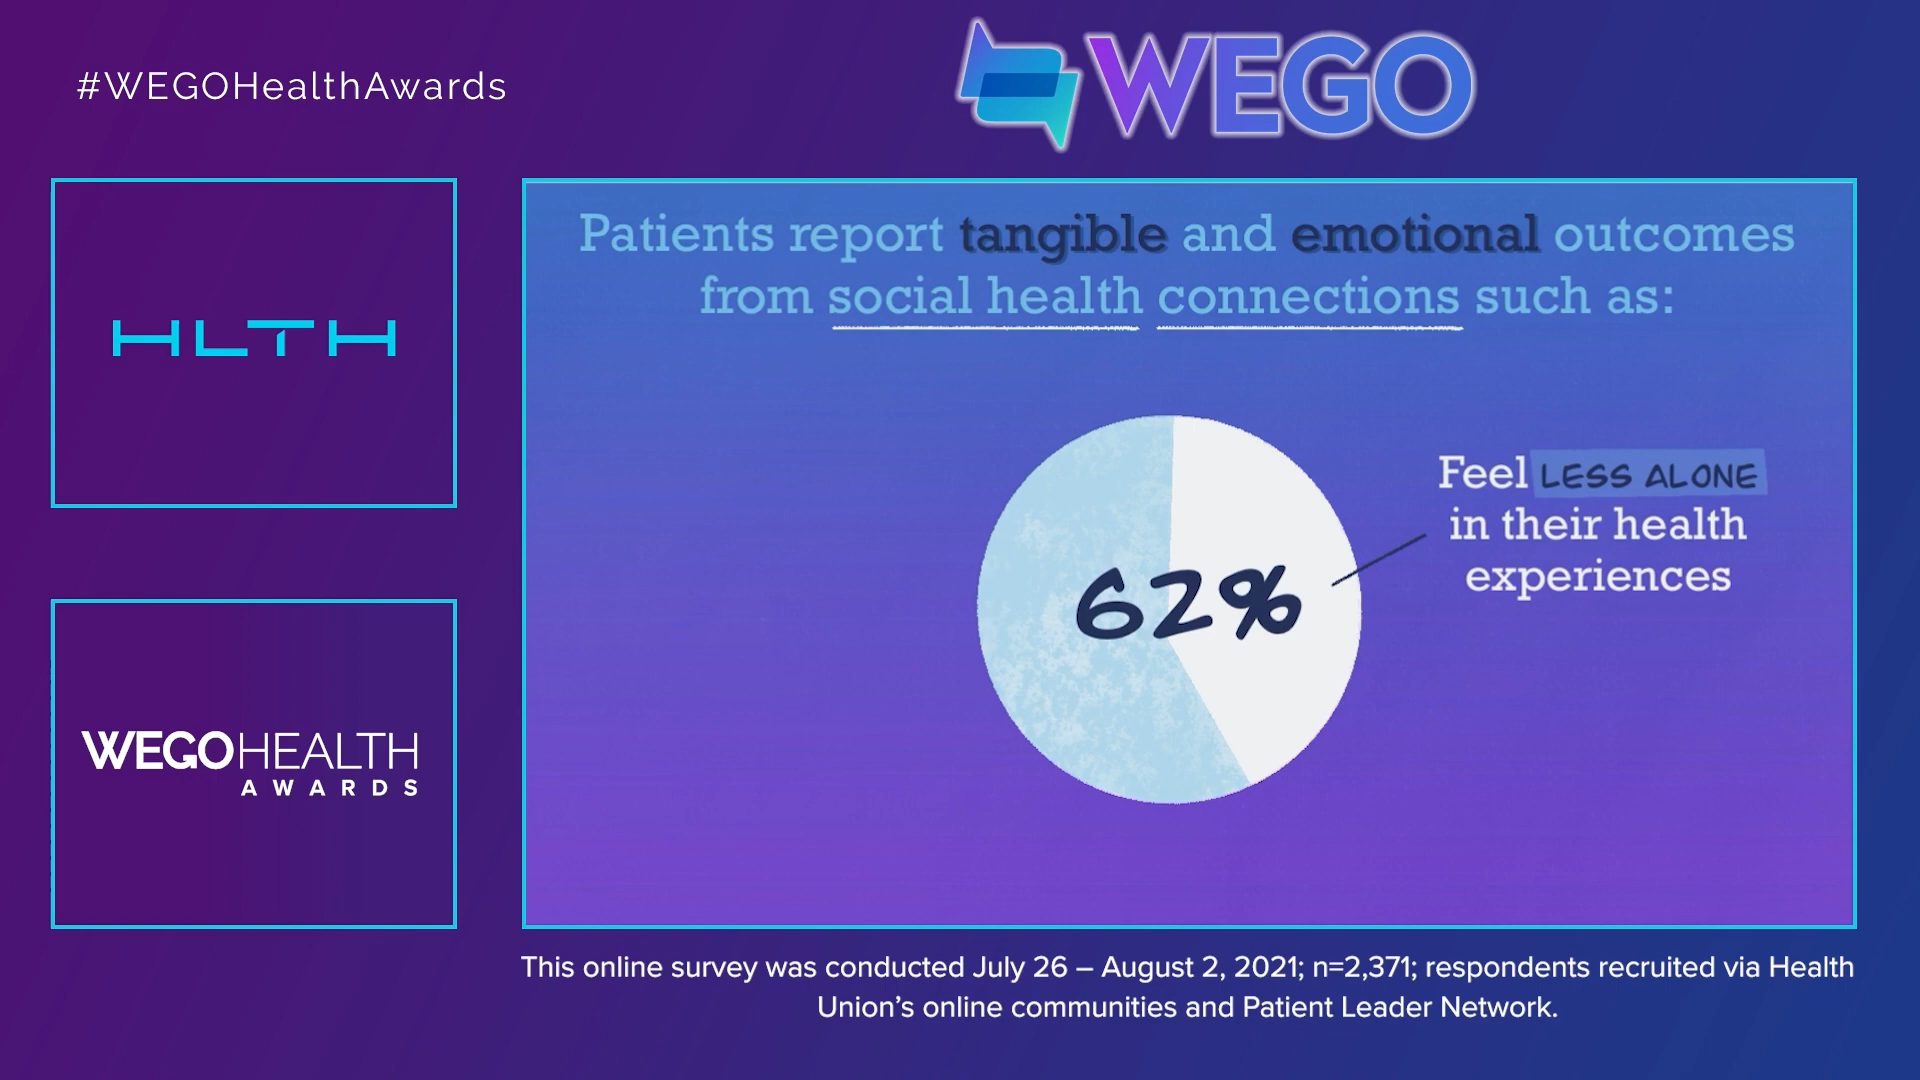 #WEGOHealthAwards
WEGO
HLTH
WEGOHEALTH
AWARDS
Patients report tangible and emotional outcomes
from social health connections such as:
62%
Feel LESS ALONE
in their health
experiences
This online survey was conducted July 26 – August 2, 2021; n=2,371; respondents recruited via Health
Union’s online communities and Patient Leader Network.